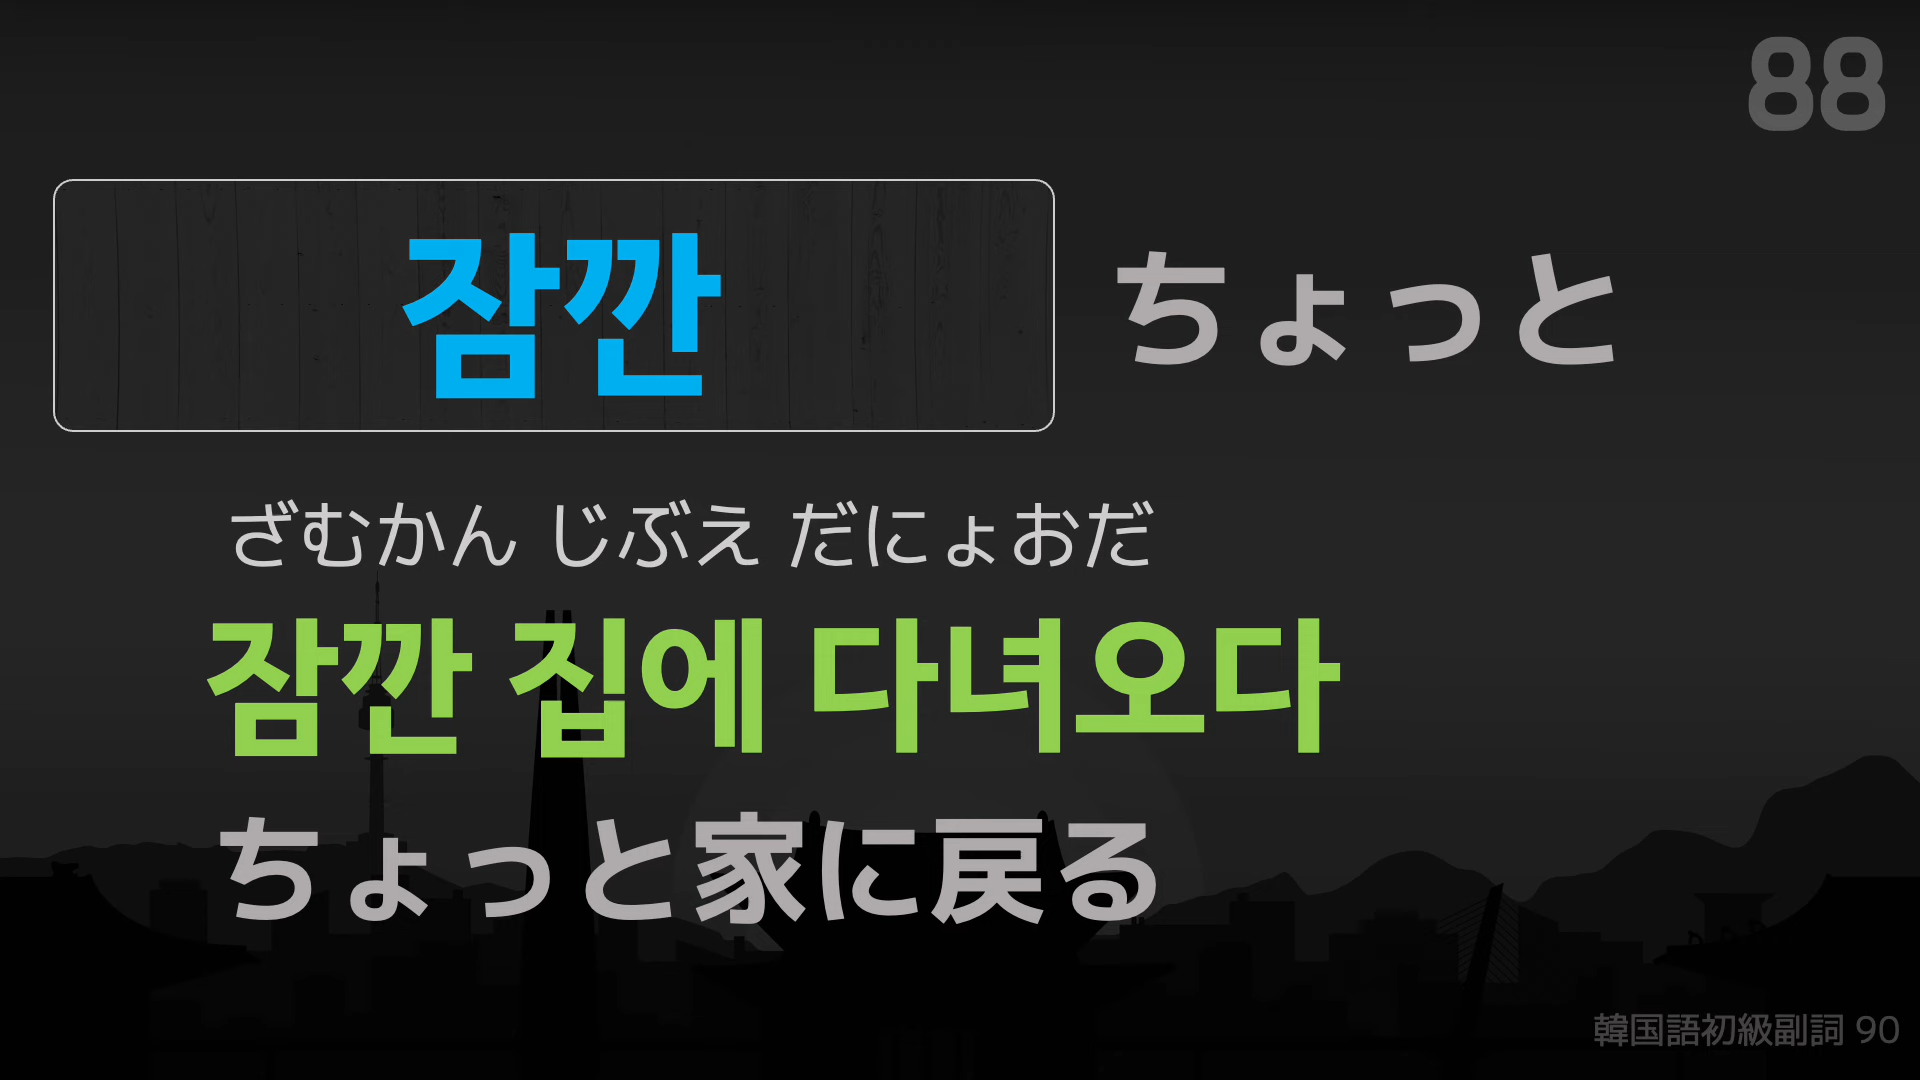 88
잠깐
ちょっと
ざむかん じぶえ だにょおだ
잠깐 집에 다녀오다
ちょっと家に戻る
韓国語初級副詞 90